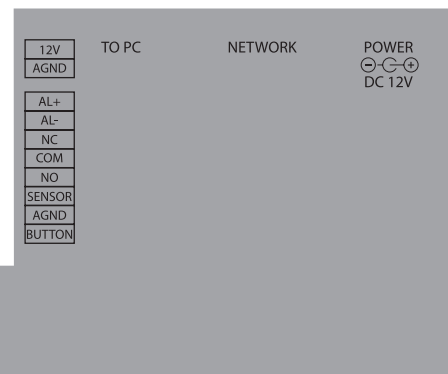 TO PC
NETWORK
POWER
DC 12V
12V
AGND
AL+
AL-
NC
COM
NO
SENSOR
AGND
BUTTON